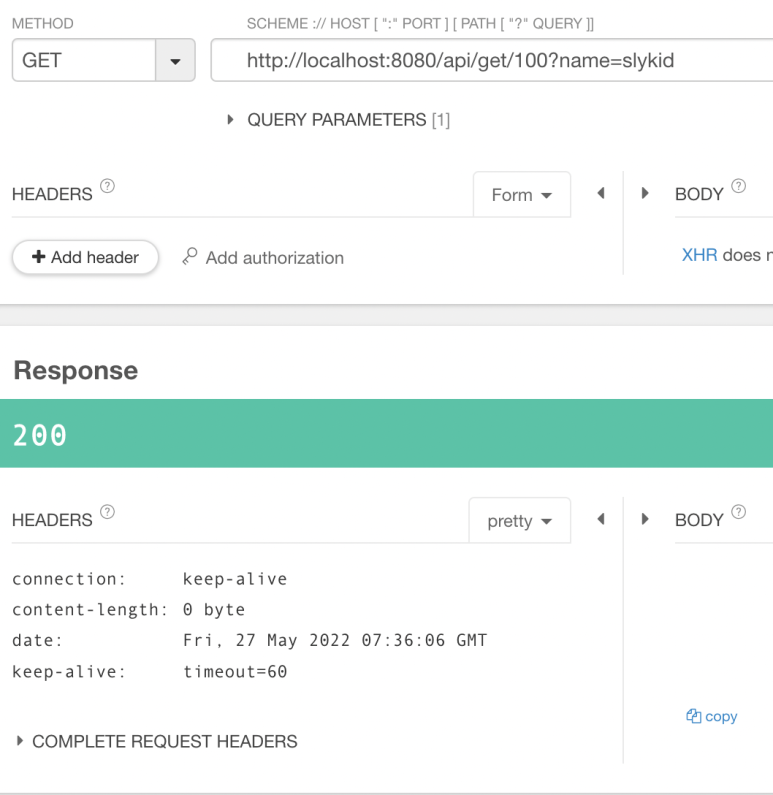 METHOD
SCHEME :// HOST [ ":" PORT ] [ PATH [ "?" QUERY ]]
GET
http://localhost:8080/api/get/100?name=slykid
QUERY PARAMETERS [1]
HEADERS ?
Form
BODY ?
Add header
Add authorization
XHR does
Response
200
HEADERS ?
pretty
BODY ?
connection: keep-alive
content-length: 0 byte
date: Fri, 27 May 2022 07:36:06 GMT
keep-alive: timeout=60
copy
COMPLETE REQUEST HEADERS